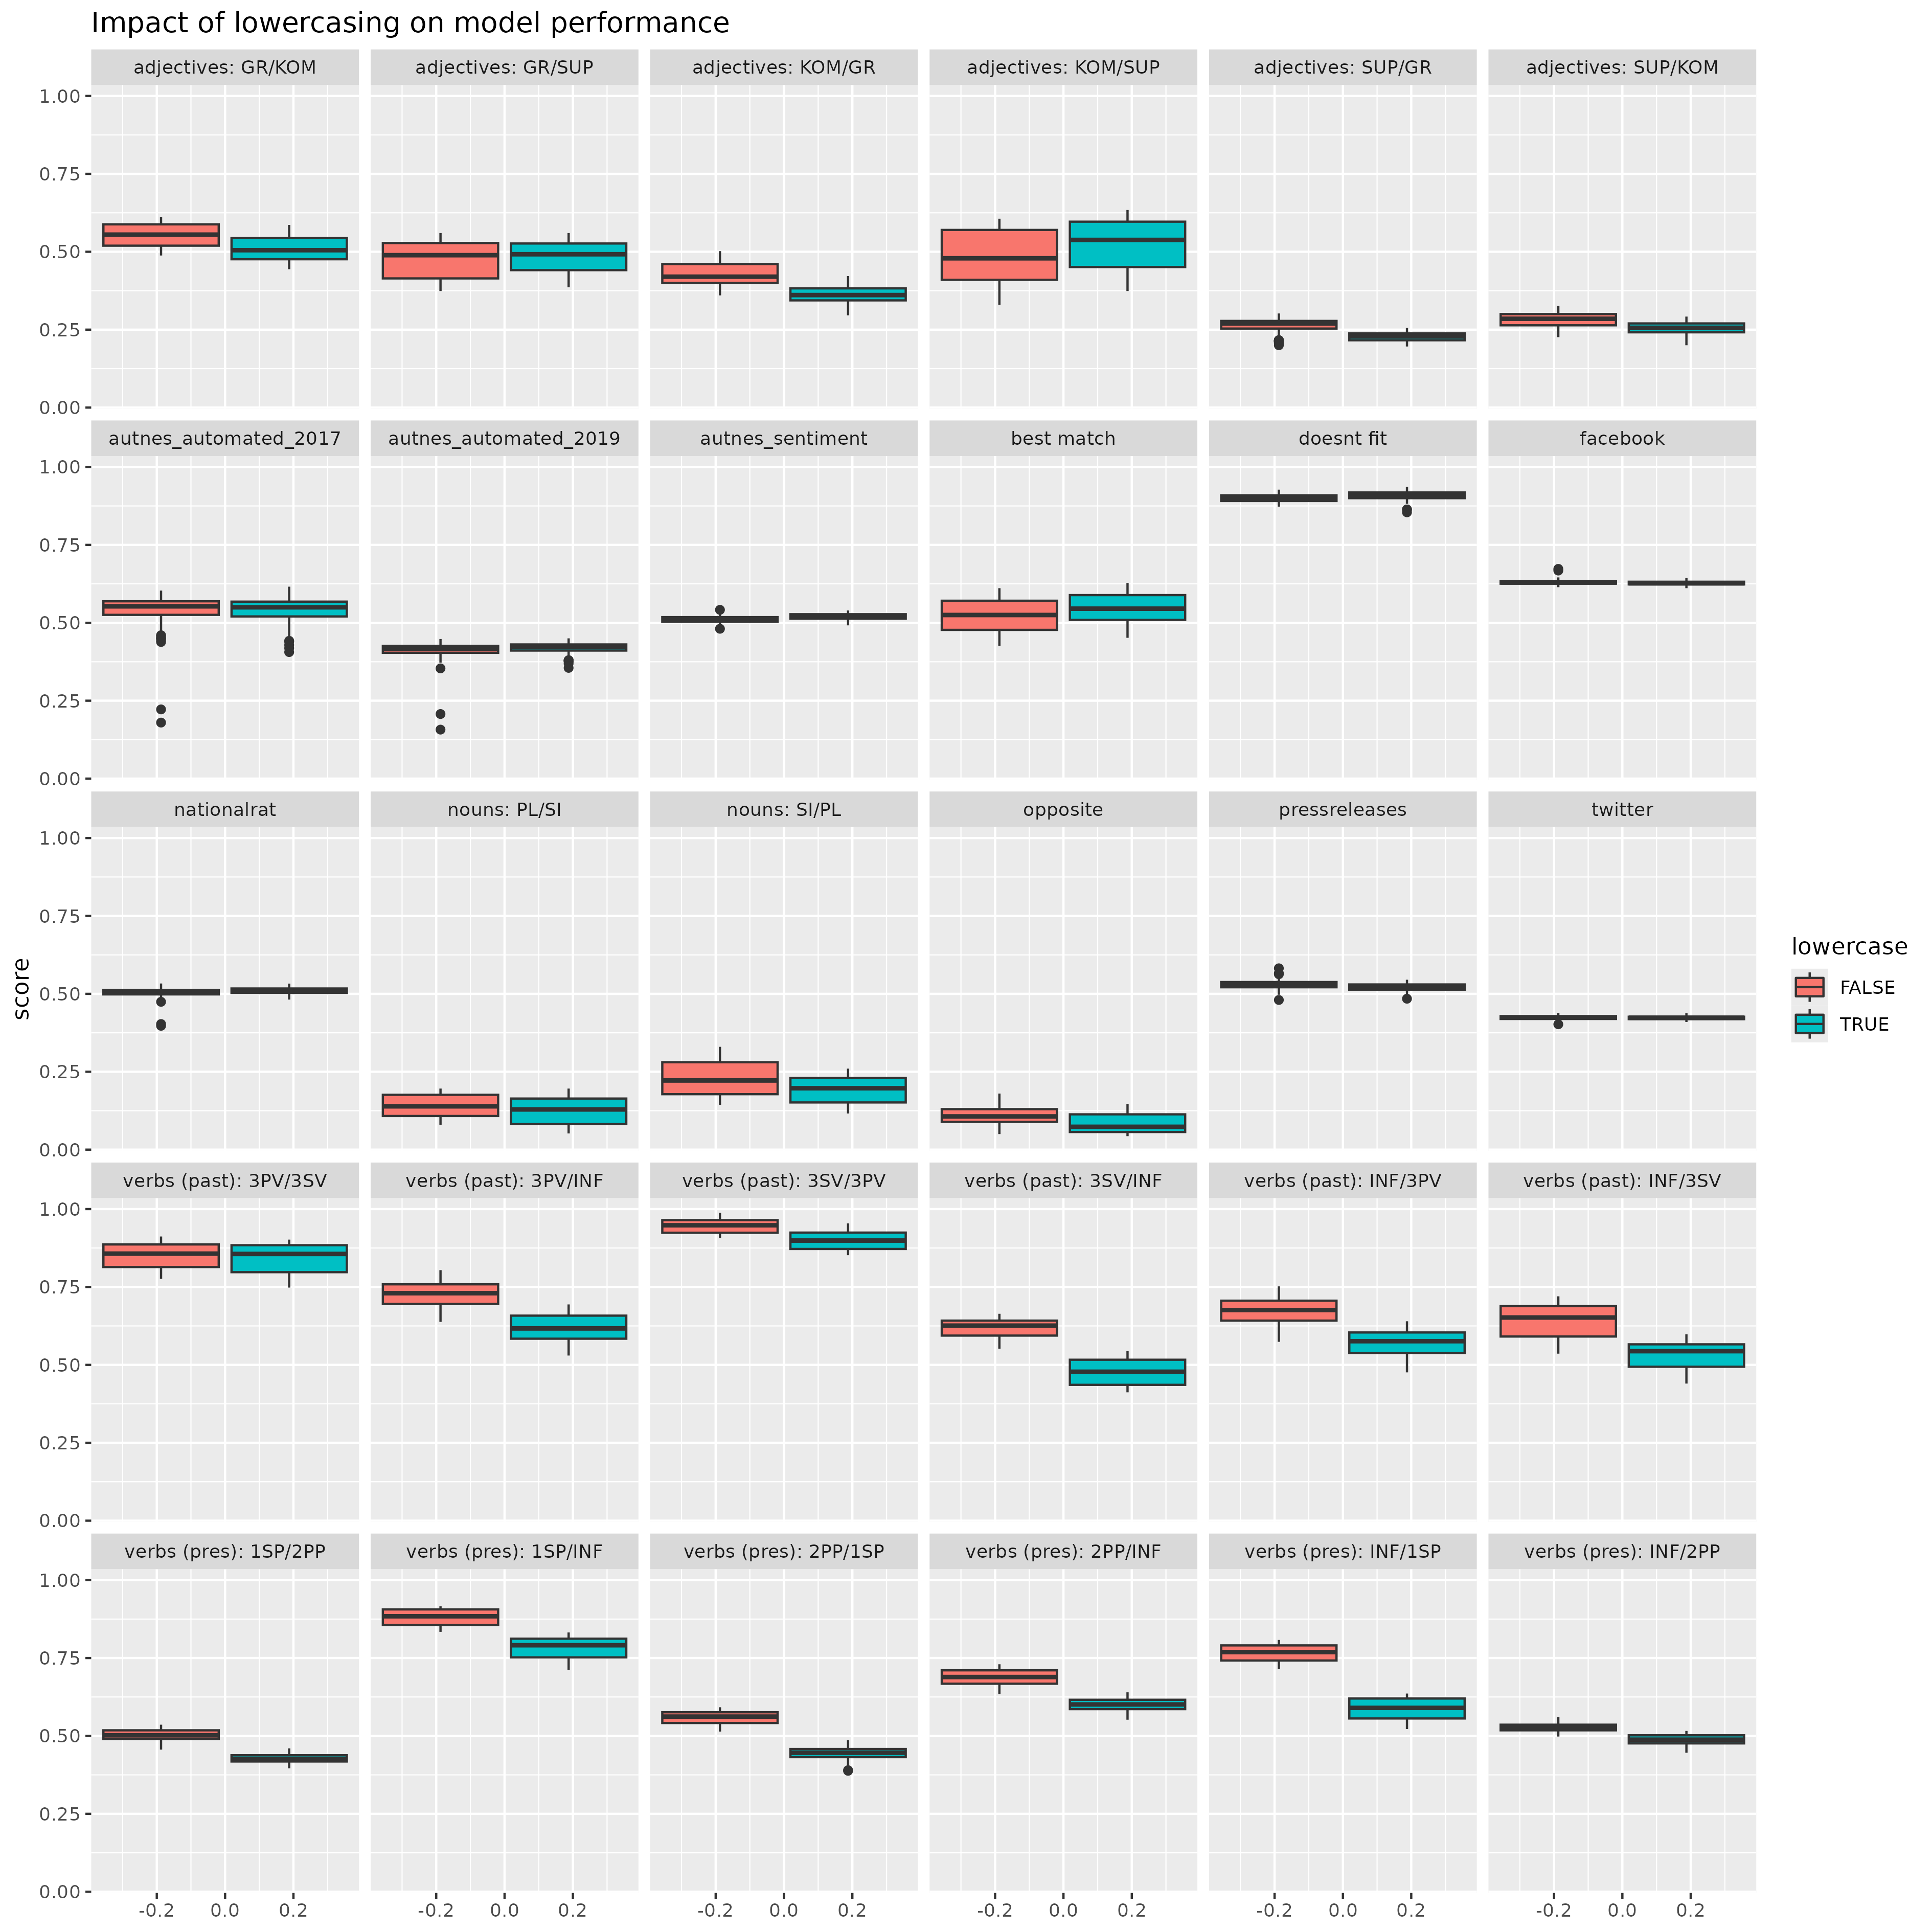 Impact of lowercasing on model performance
adjectives: GR/KOM adjectives: GR/SUP adjectives: KOM/GR adjectives: KOM/SUP adjectives: SUP/GR adjectives: SUP/KOM
1.00
0.75
0.50
0.25
0.00
autnes_automated_2017 autnes_automated_2019 autnes_sentiment best match doesnt fit facebook
1.00
0.75
0.50
0.25
0.00
nationalrat nouns: PL/SI nouns: SI/PL opposite pressreleases twitter
1.00
0.75
0.50
0.25
0.00
score
lowercase
FALSE
TRUE
verbs (past): 3PV/3SV verbs (past): 3PV/INF verbs (past): 3SV/3PV verbs (past): 3SV/INF verbs (past): INF/3PV verbs (past): INF/3SV
1.00
0.75
0.50
0.25
0.00
verbs (pres): 1SP/2PP verbs (pres): 1SP/INF verbs (pres): 2PP/1SP verbs (pres): 2PP/INF verbs (pres): INF/1SP verbs (pres): INF/2PP
1.00
0.75
0.50
0.25
0.00
-0.2 0.0 0.2 -0.2 0.0 0.2 -0.2 0.0 0.2 -0.2 0.0 0.2 -0.2 0.0 0.2 -0.2 0.0 0.2